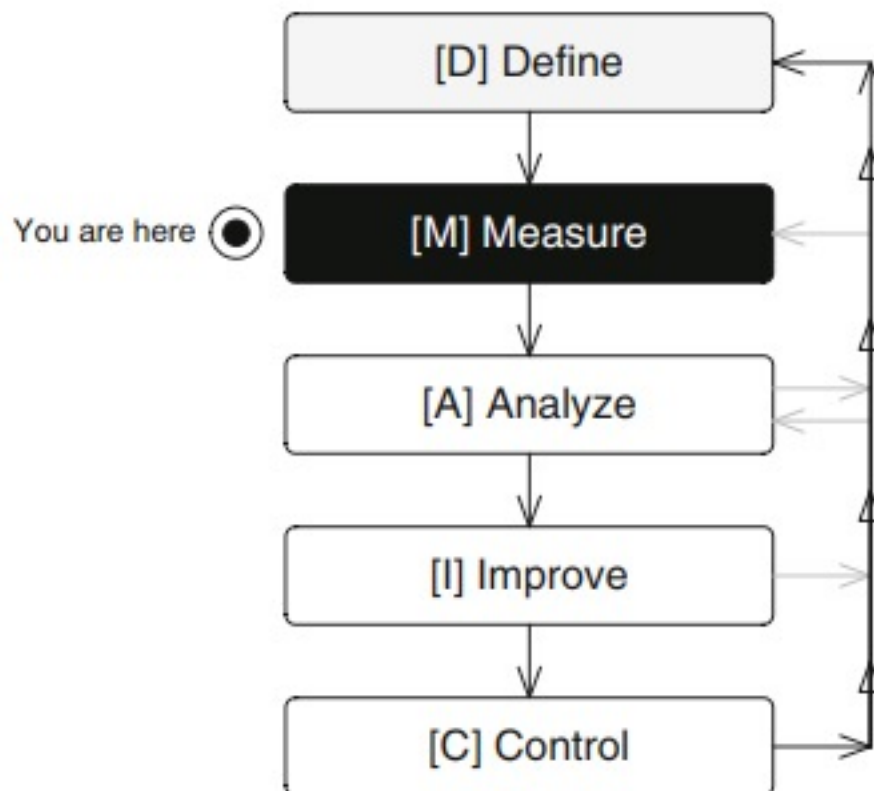 [D] Define
You are here
[M] Measure
[A] Analyze
[I] Improve
[C] Control